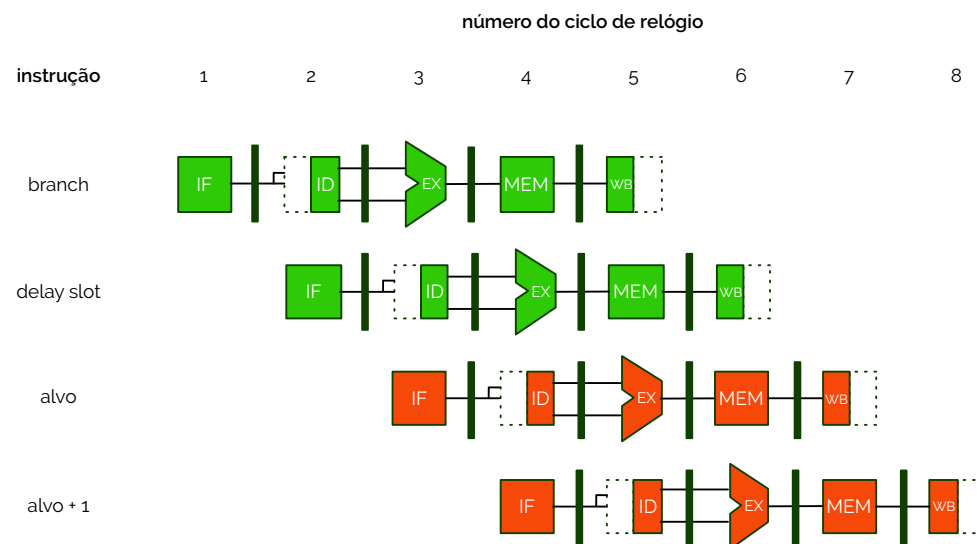 número do ciclo de relógio
instrução 1 2 3 4 5 6 7 8
branch IF ID EX MEM WB
delay slot IF ID EX MEM WB
alvo IF ID EX MEM WB
alvo + 1 IF ID EX MEM WB